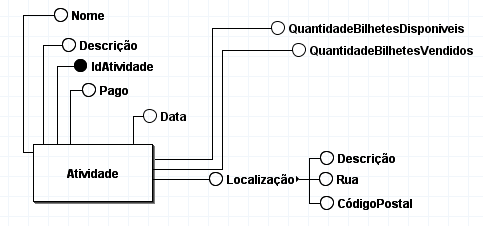 Nome
QuantidadeBilhetesDisponiveis
Descrição
QuantidadeBilhetesVendidos
IdAtividade
Pago
Data
Descrição
Atividade
Localização
Rua
CódigoPostal